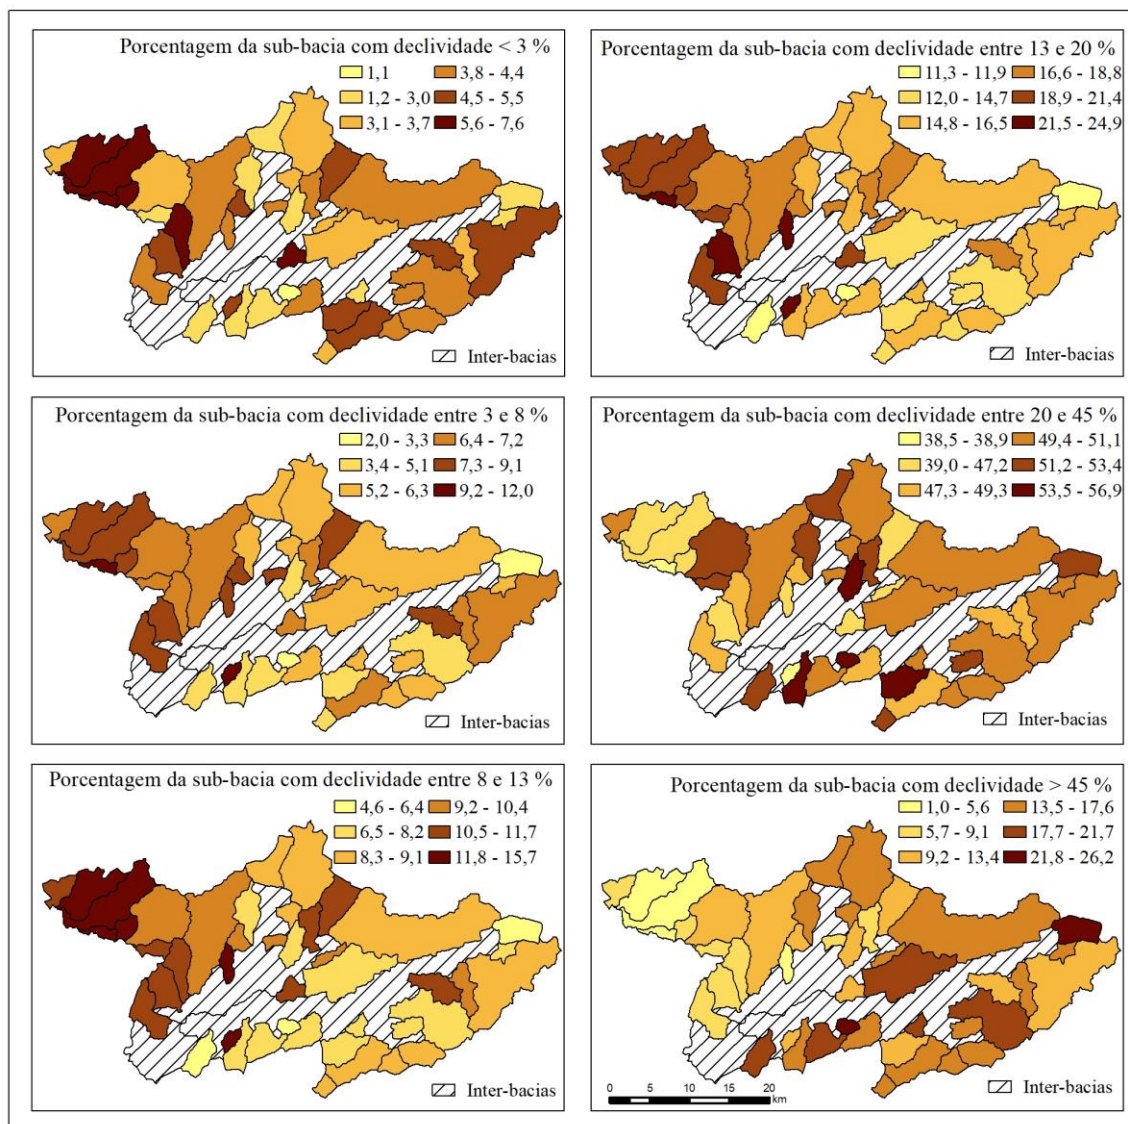 Porcentagem da sub-bacia com declividade < 3 %
1,1 3,8 - 4,4
1,2 - 3,0 4,5 - 5,5
3,1 - 3,7 5,6 - 7,6
Inter-bacias
Porcentagem da sub-bacia com declividade entre 13 e 20 %
11,3 - 11,9 16,6 - 18,8
12,0 - 14,7 18,9 - 21,4
14,8 - 16,5 21,5 - 24,9
Inter-bacias
Porcentagem da sub-bacia com declividade entre 3 e 8 %
2,0 - 3,3 6,4 - 7,2
3,4 - 5,1 7,3 - 9,1
5,2 - 6,3 9,2 - 12,0
Inter-bacias
Porcentagem da sub-bacia com declividade entre 20 e 45 %
38,5 - 38,9 49,4 - 51,1
39,0 - 47,2 51,2 - 53,4
47,3 - 49,3 53,5 - 56,9
Inter-bacias
Porcentagem da sub-bacia com declividade entre 8 e 13 %
4,6 - 6,4 9,2 - 10,4
6,5 - 8,2 10,5 - 11,7
8,3 - 9,1 11,8 - 15,7
Inter-bacias
Porcentagem da sub-bacia com declividade > 45 %
1,0 - 5,6 13,5 - 17,6
5,7 - 9,1 17,7 - 21,7
9,2 - 13,4 21,8 - 26,2
Inter-bacias
0 5 10 15 20
km